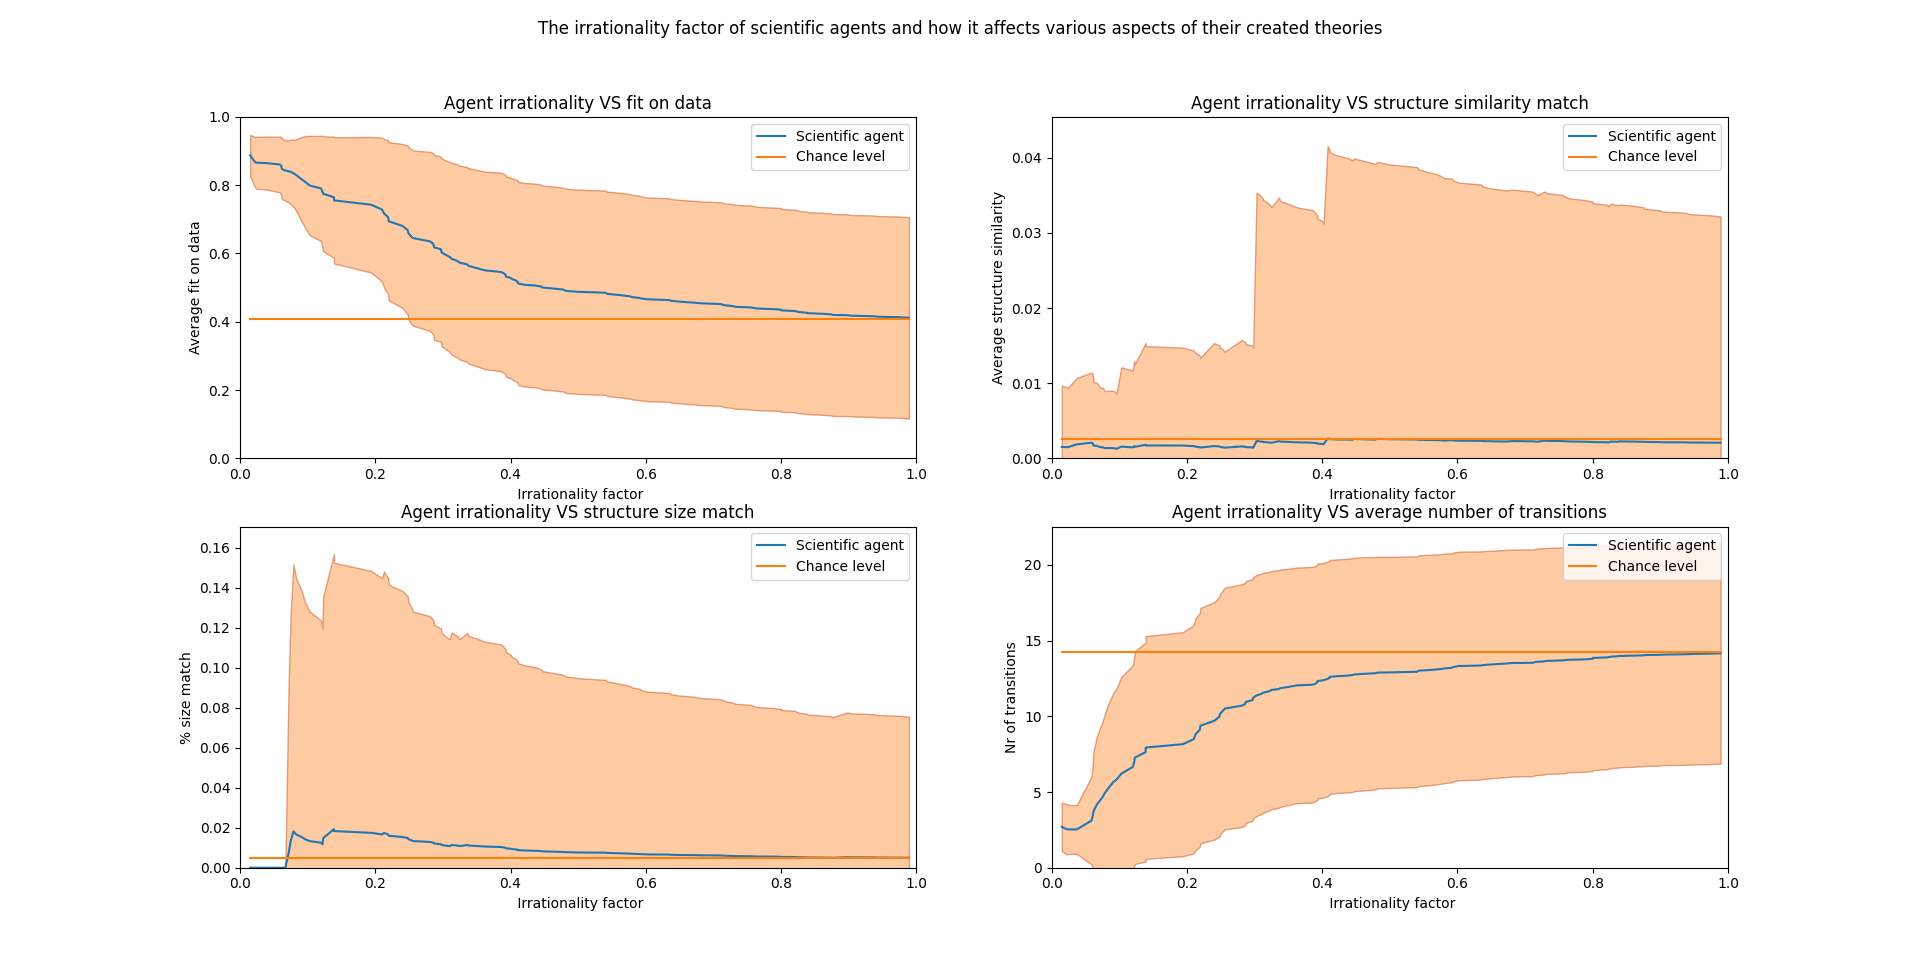 The irrationality factor of scientific agents and how it affects various aspects of their created theories
Agent irrationality VS fit on data
1.0
0.8
0.6
0.4
0.2
0.0
Average fit on data
Scientific agent
Chance level
0.0 0.2 0.4 0.6 0.8 1.0
Irrationality factor
Agent irrationality VS structure similarity match
0.04
0.03
0.02
0.01
0.00
Average structure similarity
Scientific agent
Chance level
0.0 0.2 0.4 0.6 0.8 1.0
Irrationality factor
Agent irrationality VS structure size match
0.16
0.14
0.12
0.10
0.08
0.06
0.04
0.02
0.00
% size match
Scientific agent
Chance level
0.0 0.2 0.4 0.6 0.8 1.0
Irrationality factor
Agent irrationality VS average number of transitions
20
15
10
5
0
Nr of transitions
Scientific agent
Chance level
0.0 0.2 0.4 0.6 0.8 1.0
Irrationality factor